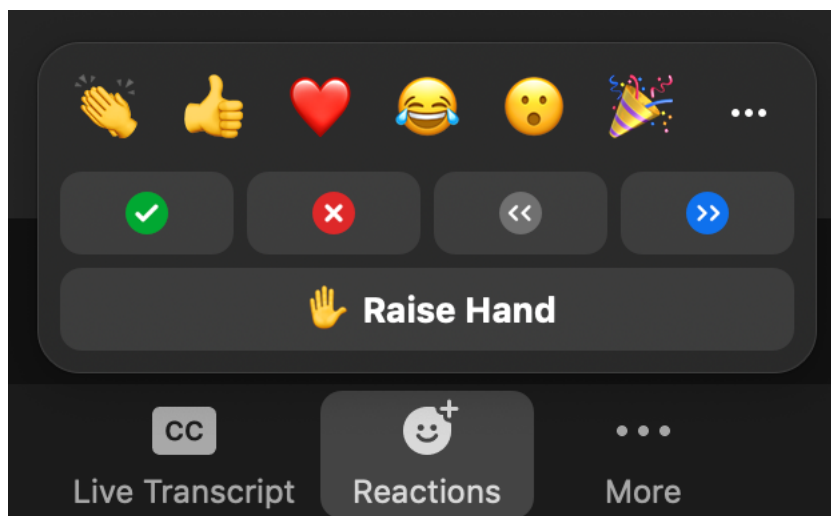 Raise Hand
CC
Live Transcript
Reactions
More